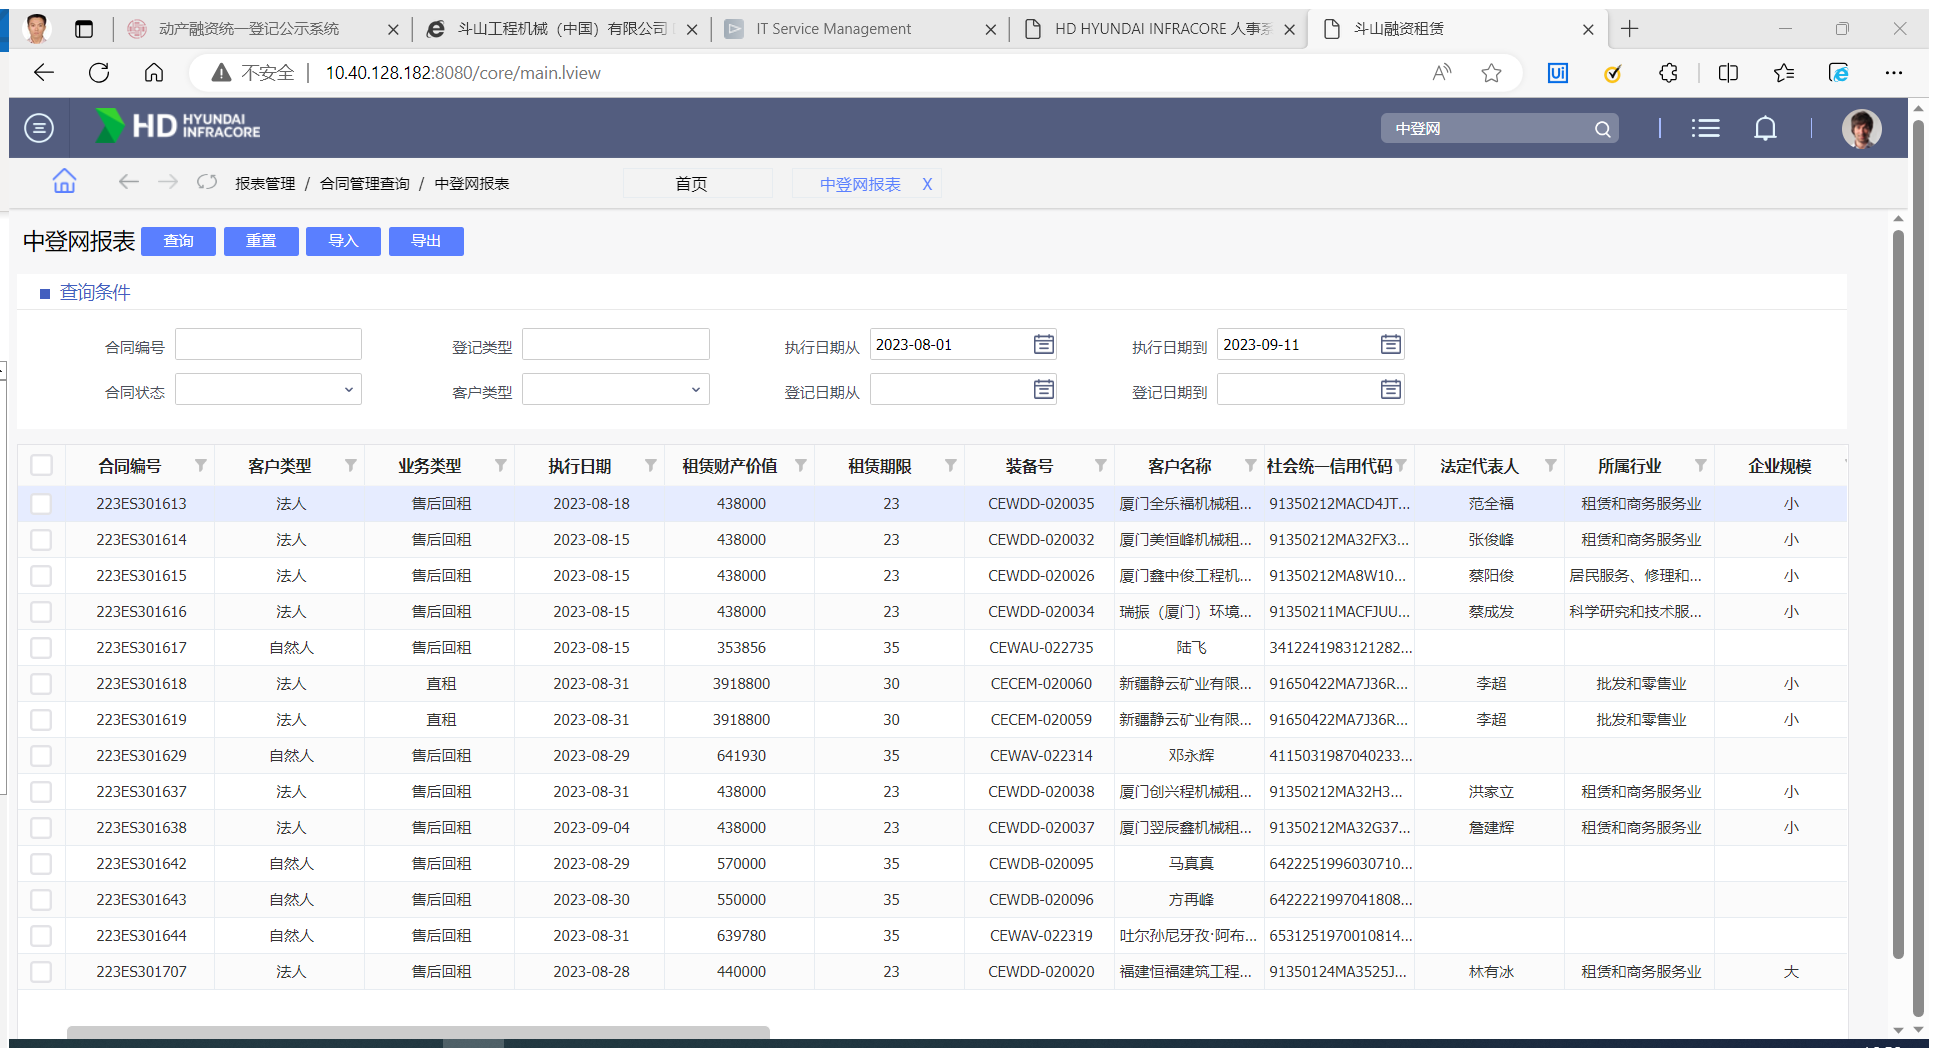 动产融资统一登记公示系统
斗山工程机械（中国）有限公司
IT Service Management
HD HYUNDAI INFRACORE 人事系
斗山融资租赁
不安全
10.40.128.182:8080/core/main.lview
HD HYUNDAI INFRACORE
中登网
报表管理 / 合同管理查询 / 中登网报表
首页
中登网报表 X
中登网报表 查询 重置 导入 导出
查询条件
合同编号 登记类型 执行日期从 2023-08-01 执行日期到 2023-09-11
合同状态 客户类型 登记日期从 登记日期到
合同编号 客户类型 业务类型 执行日期 租赁财产价值 租赁期限 装备号 客户名称 社会统一信用代码 法定代表人 所属行业 企业规模
223ES301613 法人 售后回租 2023-08-18 438000 23 CEWDD-020035 厦门全乐福机械租... 91350212MACD4JT... 范全福 租赁和商务服务业 小
223ES301614 法人 售后回租 2023-08-15 438000 23 CEWDD-020032 厦门美恒峰机械租... 91350212MA32FX3... 张俊峰 租赁和商务服务业 小
223ES301615 法人 售后回租 2023-08-15 438000 23 CEWDD-020026 厦门鑫中俊工程机... 91350212MA8W10... 蔡阳俊 居民服务、修理和... 小
223ES301616 法人 售后回租 2023-08-15 438000 23 CEWDD-020034 瑞振（厦门）环境... 91350211MACFJUU... 蔡成发 科学研究和技术服... 小
223ES301617 自然人 售后回租 2023-08-15 353856 35 CEWAU-022735 陆飞 3412241983121282...
223ES301618 法人 直租 2023-08-31 3918800 30 CECEM-020060 新疆静云矿业有限... 91650422MA7J36R... 李超 批发和零售业 小
223ES301619 法人 直租 2023-08-31 3918800 30 CECEM-020059 新疆静云矿业有限... 91650422MA7J36R... 李超 批发和零售业 小
223ES301629 自然人 售后回租 2023-08-29 641930 35 CEWAV-022314 邓永辉 4115031987040233...
223ES301637 法人 售后回租 2023-08-31 438000 23 CEWDD-020038 厦门创兴程机械租... 91350212MA32H3... 洪家立 租赁和商务服务业 小
223ES301638 法人 售后回租 2023-09-04 438000 23 CEWDD-020037 厦门翌辰鑫机械租... 91350212MA32G37... 詹建辉 租赁和商务服务业 小
223ES301642 自然人 售后回租 2023-08-29 570000 35 CEWDB-020095 马真真 6422251996030710...
223ES301643 自然人 售后回租 2023-08-30 550000 35 CEWDB-020096 方再峰 6422221997041808...
223ES301644 自然人 售后回租 2023-08-31 639780 35 CEWAV-022319 吐尔孙尼牙孜·阿布... 6531251970010814...
223ES301707 法人 售后回租 2023-08-28 440000 23 CEWDD-020020 福建恒福建筑工程... 91350124MA3525J... 林有冰 租赁和商务服务业 大